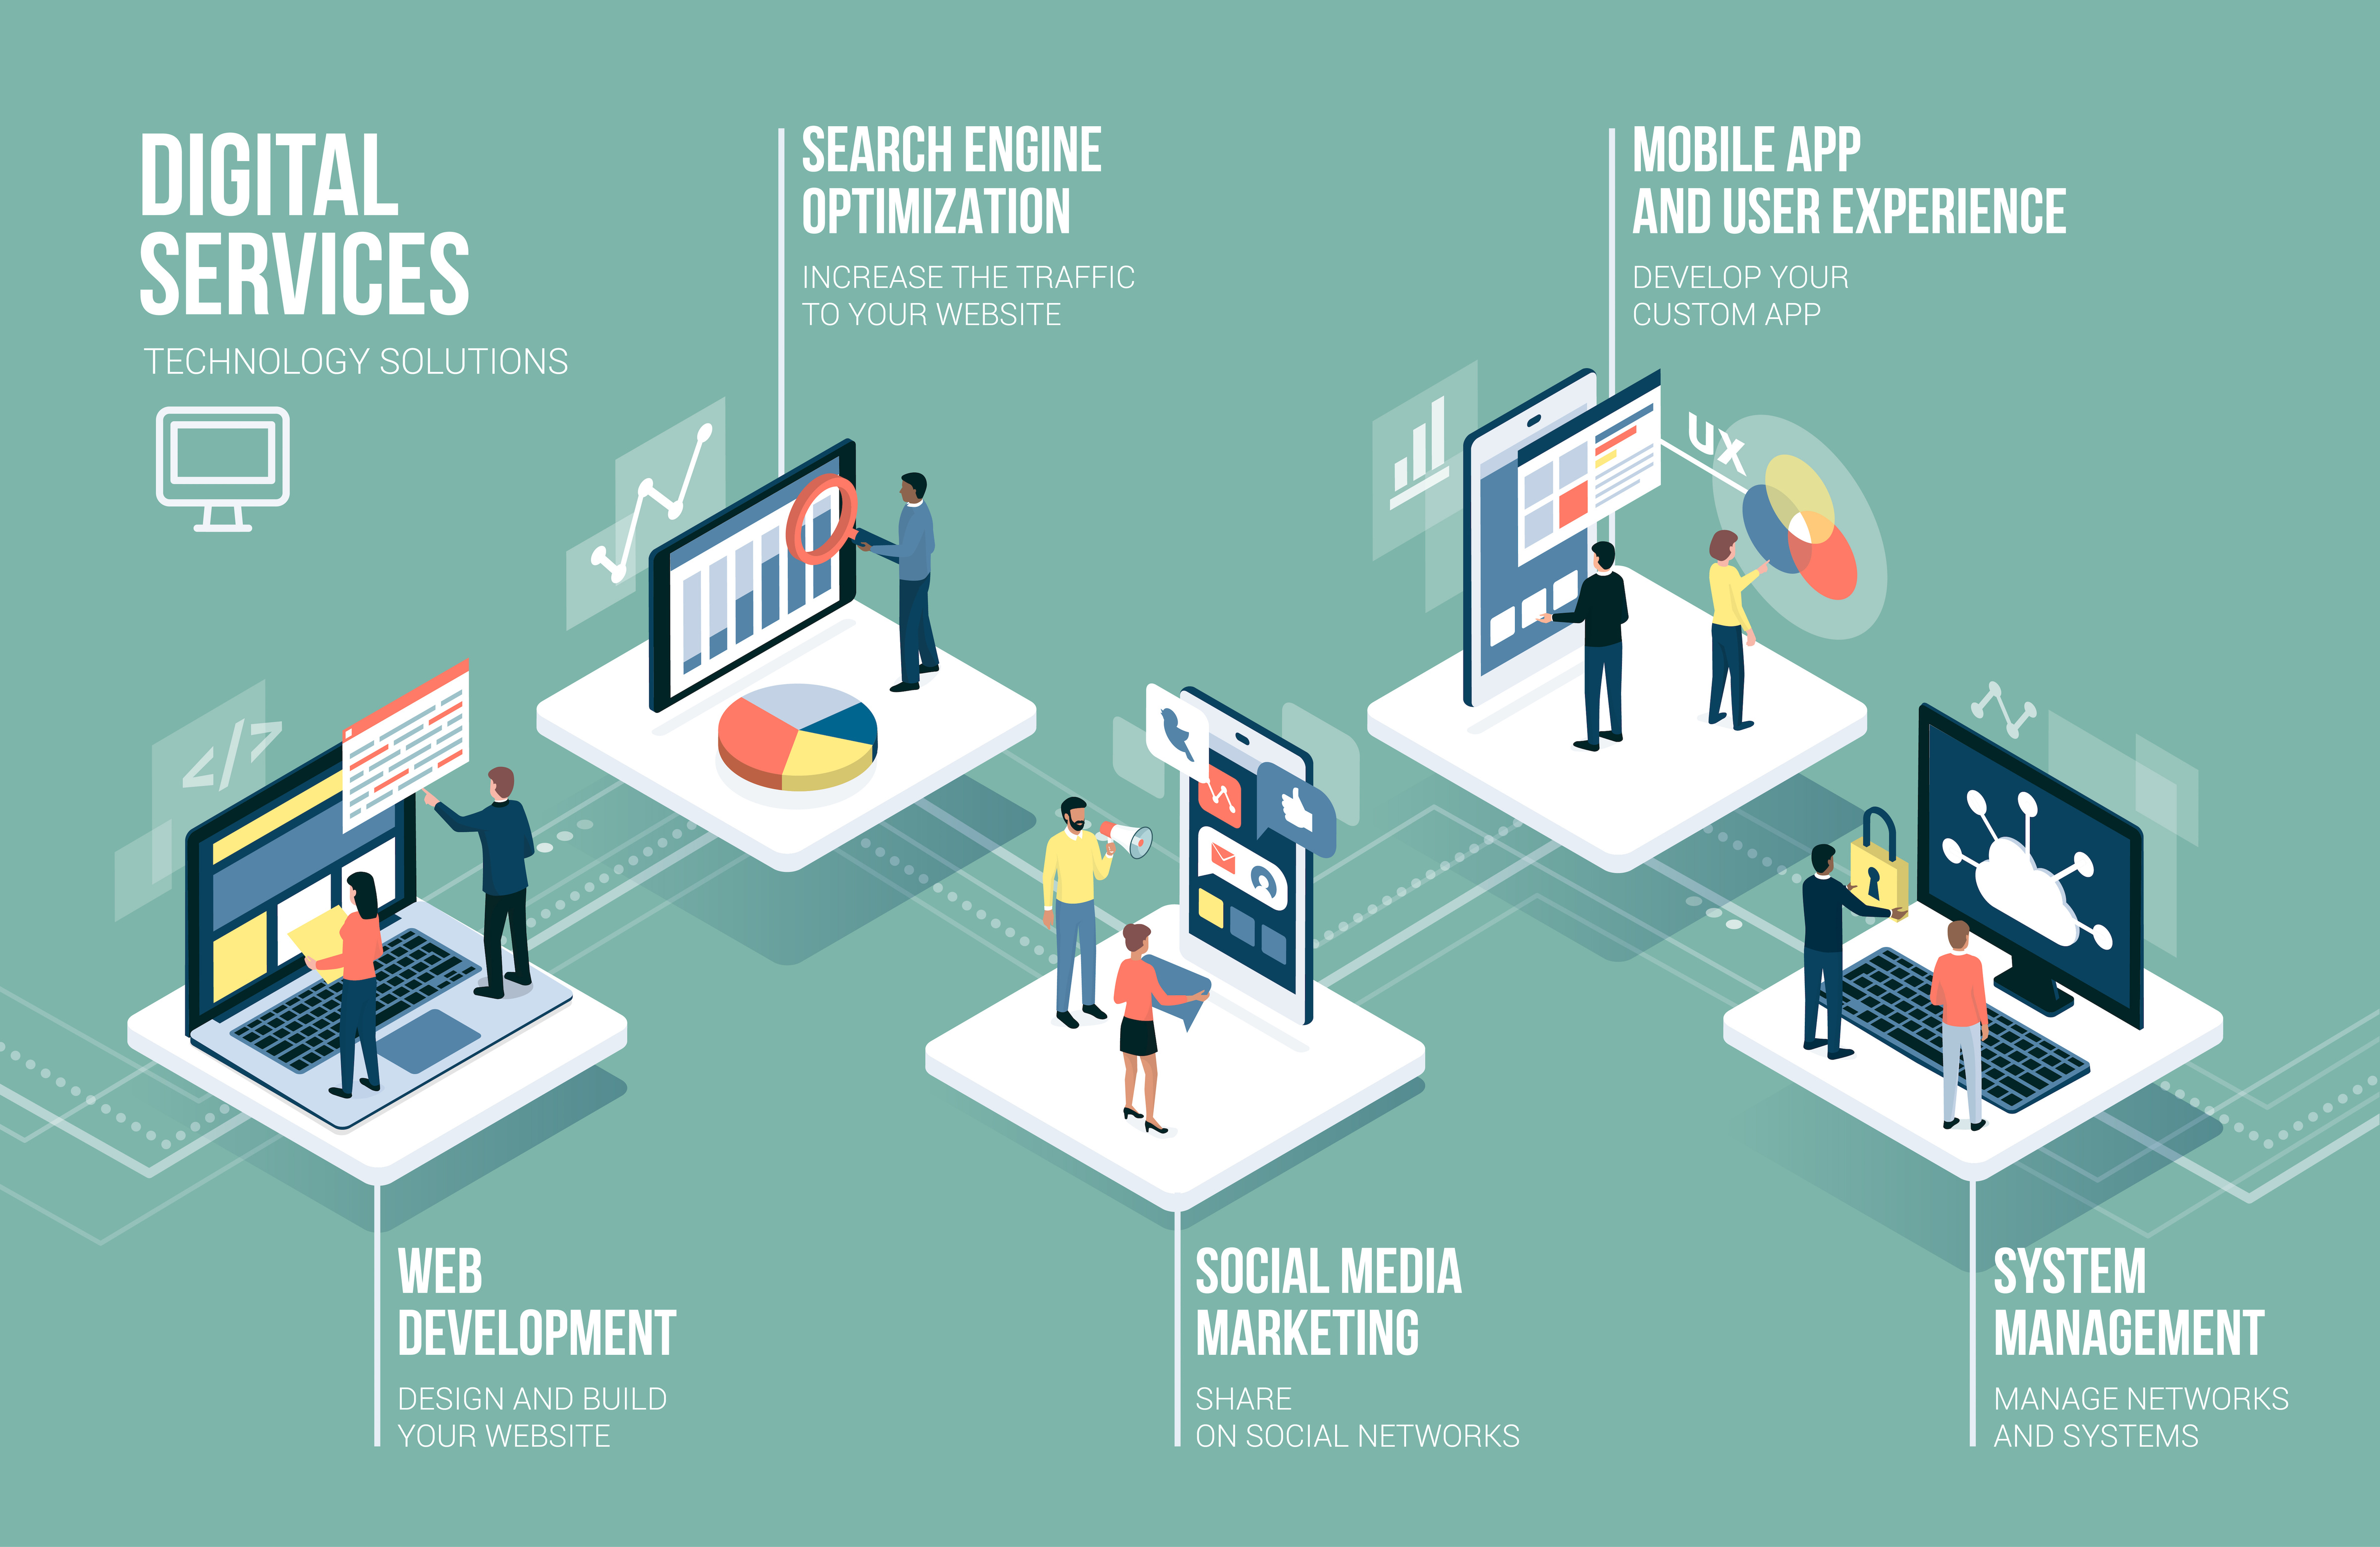 DIGITAL
SERVICES
TECHNOLOGY SOLUTIONS
SEARCH ENGINE
OPTIMIZATION
INCREASE THE TRAFFIC
TO YOUR WEBSITE
MOBILE APP
AND USER EXPERIENCE
DEVELOP YOUR
CUSTOM APP
UX
</>
WEB
DEVELOPMENT
DESIGN AND BUILD
YOUR WEBSITE
SOCIAL MEDIA
MARKETING
SHARE
ON SOCIAL NETWORKS
SYSTEM
MANAGEMENT
MANAGE NETWORKS
AND SYSTEMS